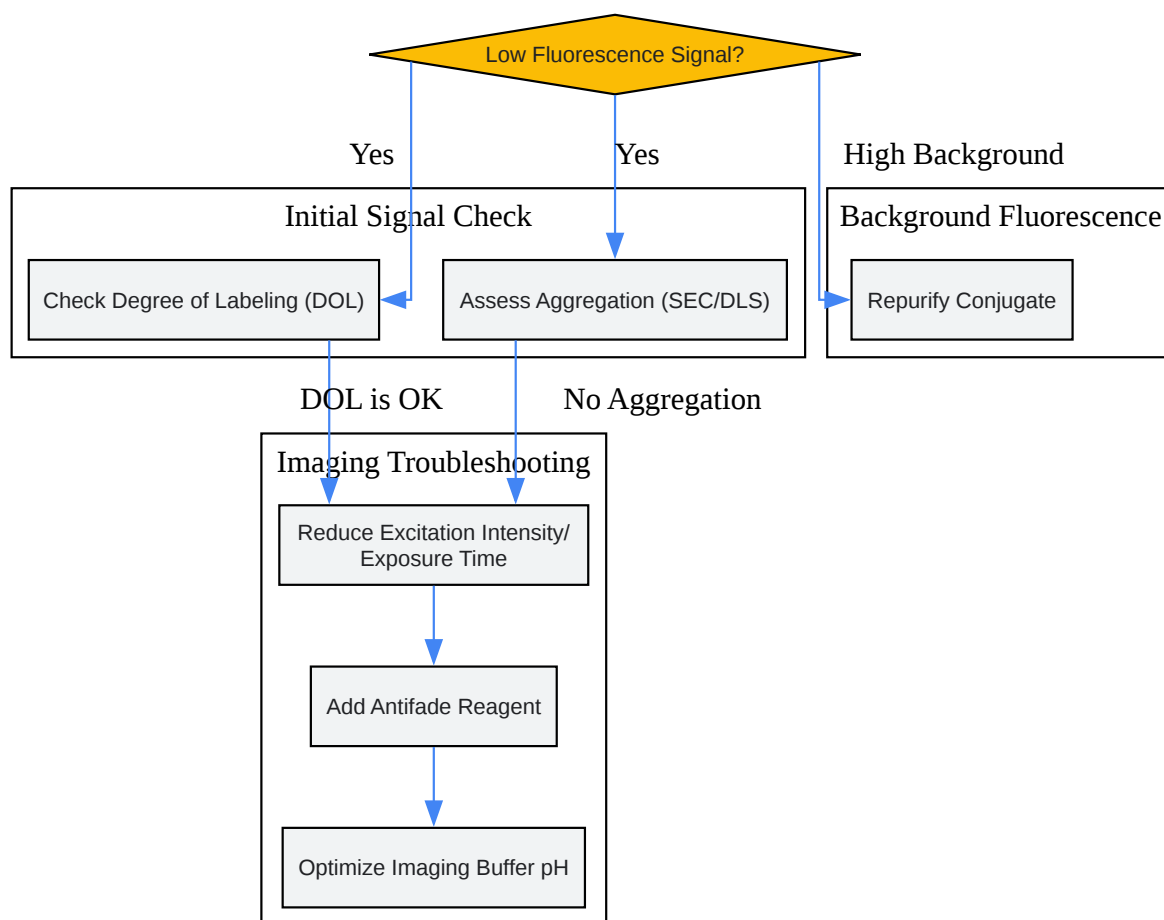 Low Fluorescence Signal?
Yes
Yes
High Background
Initial Signal Check
Background Fluorescence
Check Degree of Labeling (DOL)
Assess Aggregation (SEC/DLS)
Repurify Conjugate
DOL is OK
No Aggregation
Imaging Troubleshooting
Reduce Excitation Intensity/
Exposure Time
Add Antifade Reagent
Optimize Imaging Buffer pH